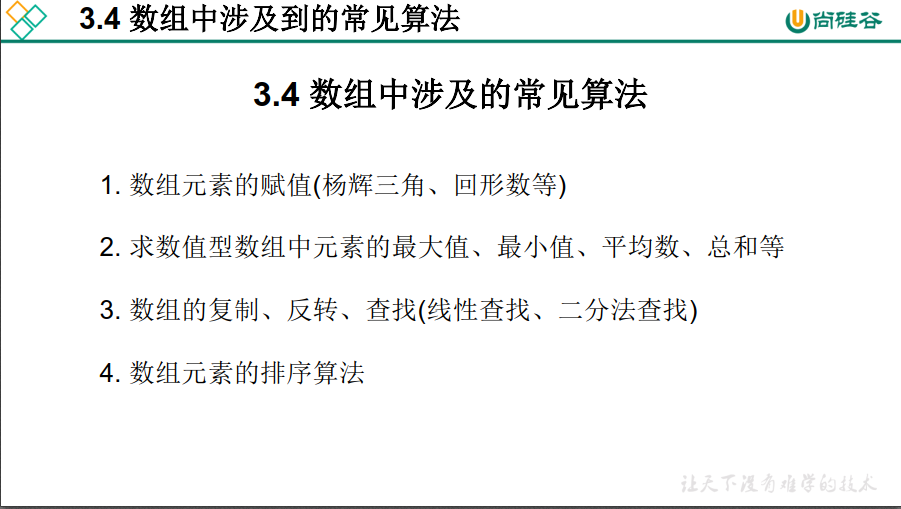 3.4 数组中涉及到的常见算法
尚硅谷
3.4 数组中涉及的常见算法
1. 数组元素的赋值(杨辉三角、回形数等)
2. 求数值型数组中元素的最大值、最小值、平均数、总和等
3. 数组的复制、反转、查找(线性查找、二分法查找)
4. 数组元素的排序算法
让天下没有难学的技术